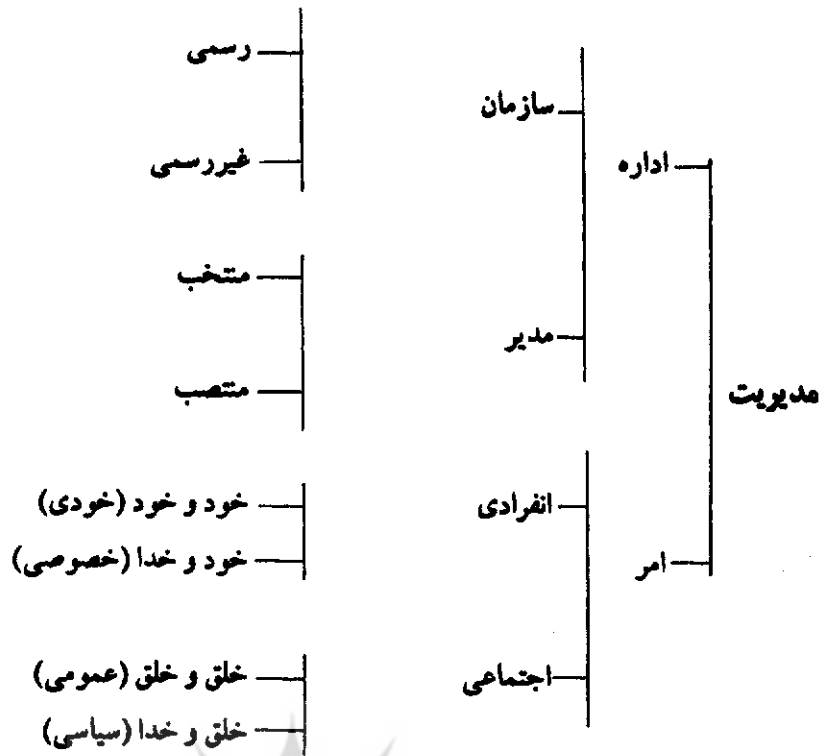 مدیریت
اداره
امر
سازمان
مدیر
انفرادی
اجتماعی
رسمی
غیررسمی
منتخب
منتصب
خود و خود (خودی)
خود و خدا (خصوصی)
خلق و خلق (عمومی)
خلق و خدا (سیاسی)